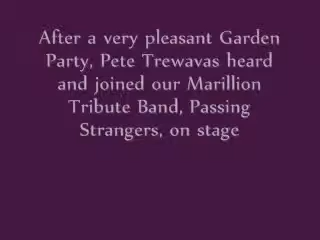 After a very pleasant Garden
Party, Pete Trewavas heard
and joined our Marillion
Tribute Band, Passing
Strangers, on stage